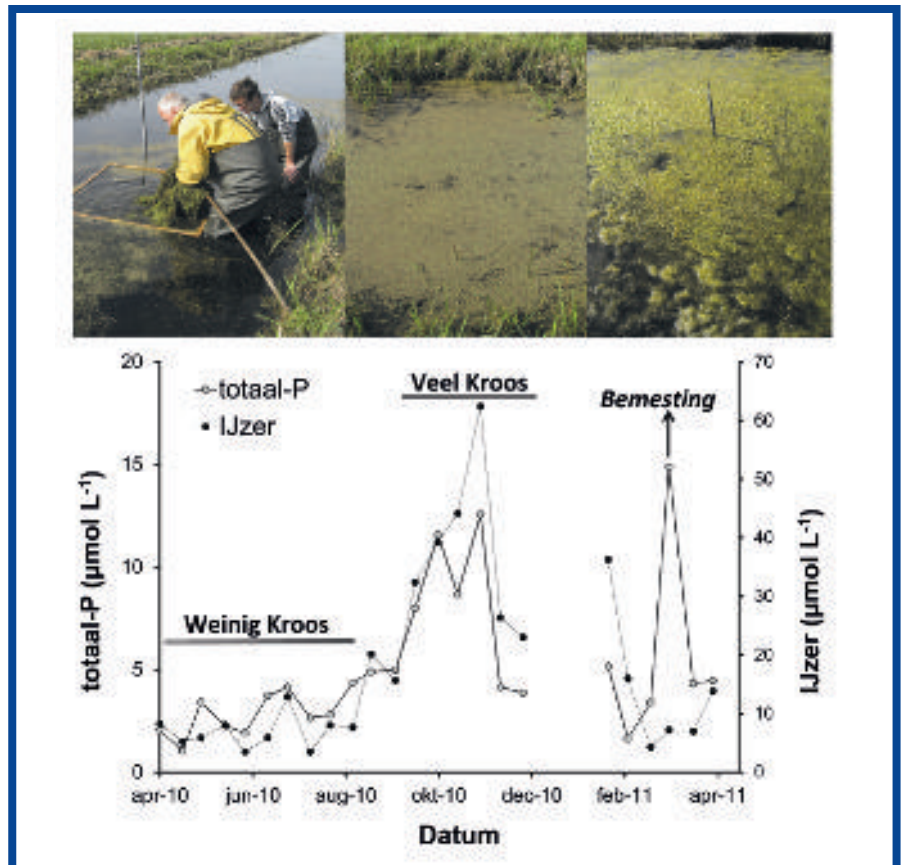 20
15
10
5
0
totaal-P (µmol L⁻¹)
totaal-P
IJzer
Weinig Kroos
Veel Kroos
Bemesting
70
60
50
40
30
20
10
0
IJzer (µmol L⁻¹)
apr-10 jun-10 aug-10 okt-10 dec-10 feb-11 apr-11
Datum